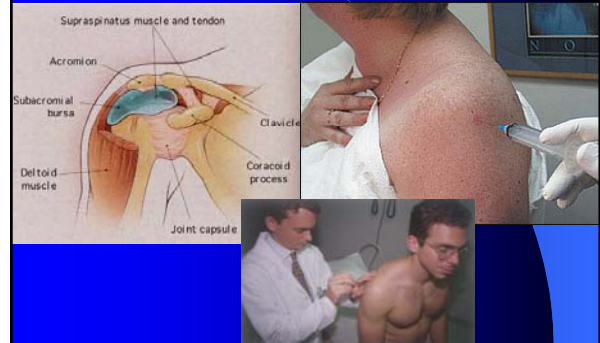 Supraspinatus muscle and tendon
Acromion
Subacromial
bursa
Clavicle
Coracoid
process
Deltoid
muscle
Joint capsule
N O